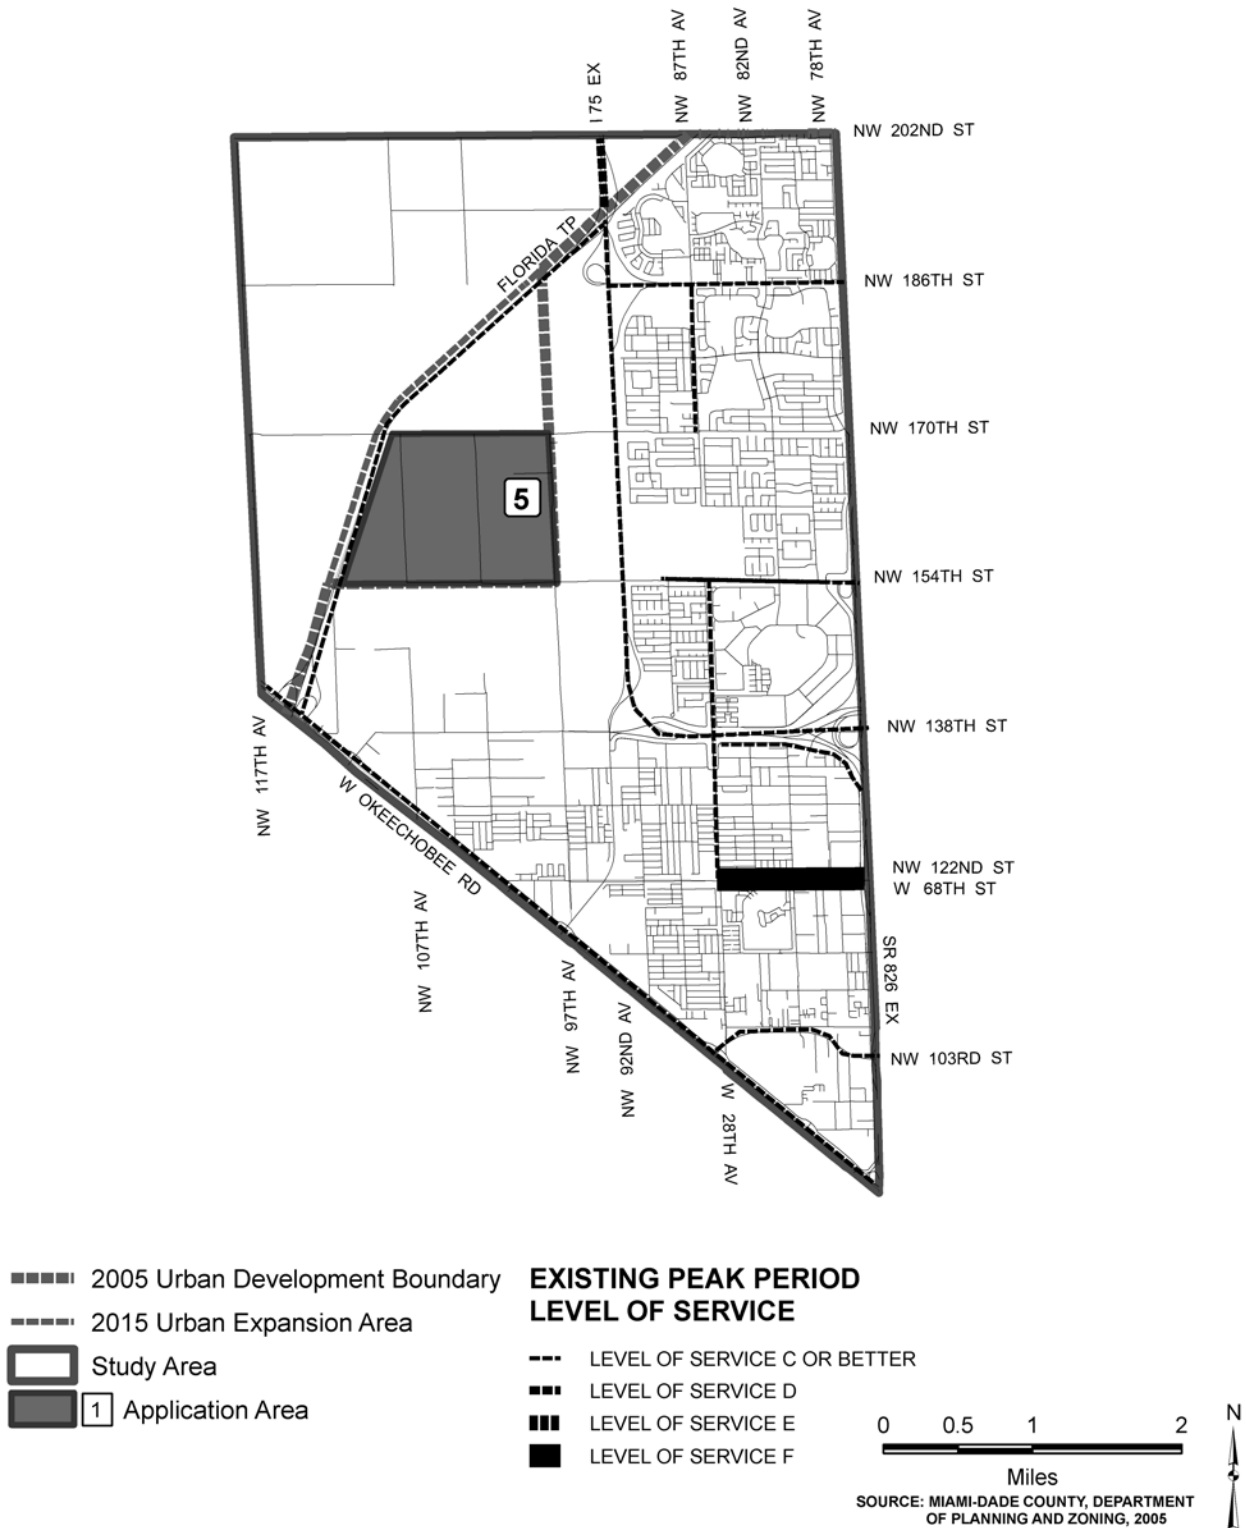 I 75 EX
NW 87TH AV
NW 82ND AV
NW 78TH AV
NW 202ND ST
FLORIDA TP
NW 186TH ST
NW 170TH ST
5
NW 154TH ST
NW 138TH ST
NW 117TH AV
W OKEECHOBEE RD
NW 122ND ST
W 68TH ST
NW 107TH AV
SR 826 EX
NW 97TH AV
NW 92ND AV
NW 103RD ST
W 28TH AV
2005 Urban Development Boundary
2015 Urban Expansion Area
Study Area
1 Application Area
EXISTING PEAK PERIOD
LEVEL OF SERVICE
LEVEL OF SERVICE C OR BETTER
LEVEL OF SERVICE D
LEVEL OF SERVICE E
LEVEL OF SERVICE F
0 0.5 1 2
Miles
SOURCE: MIAMI-DADE COUNTY, DEPARTMENT
OF PLANNING AND ZONING, 2005
N